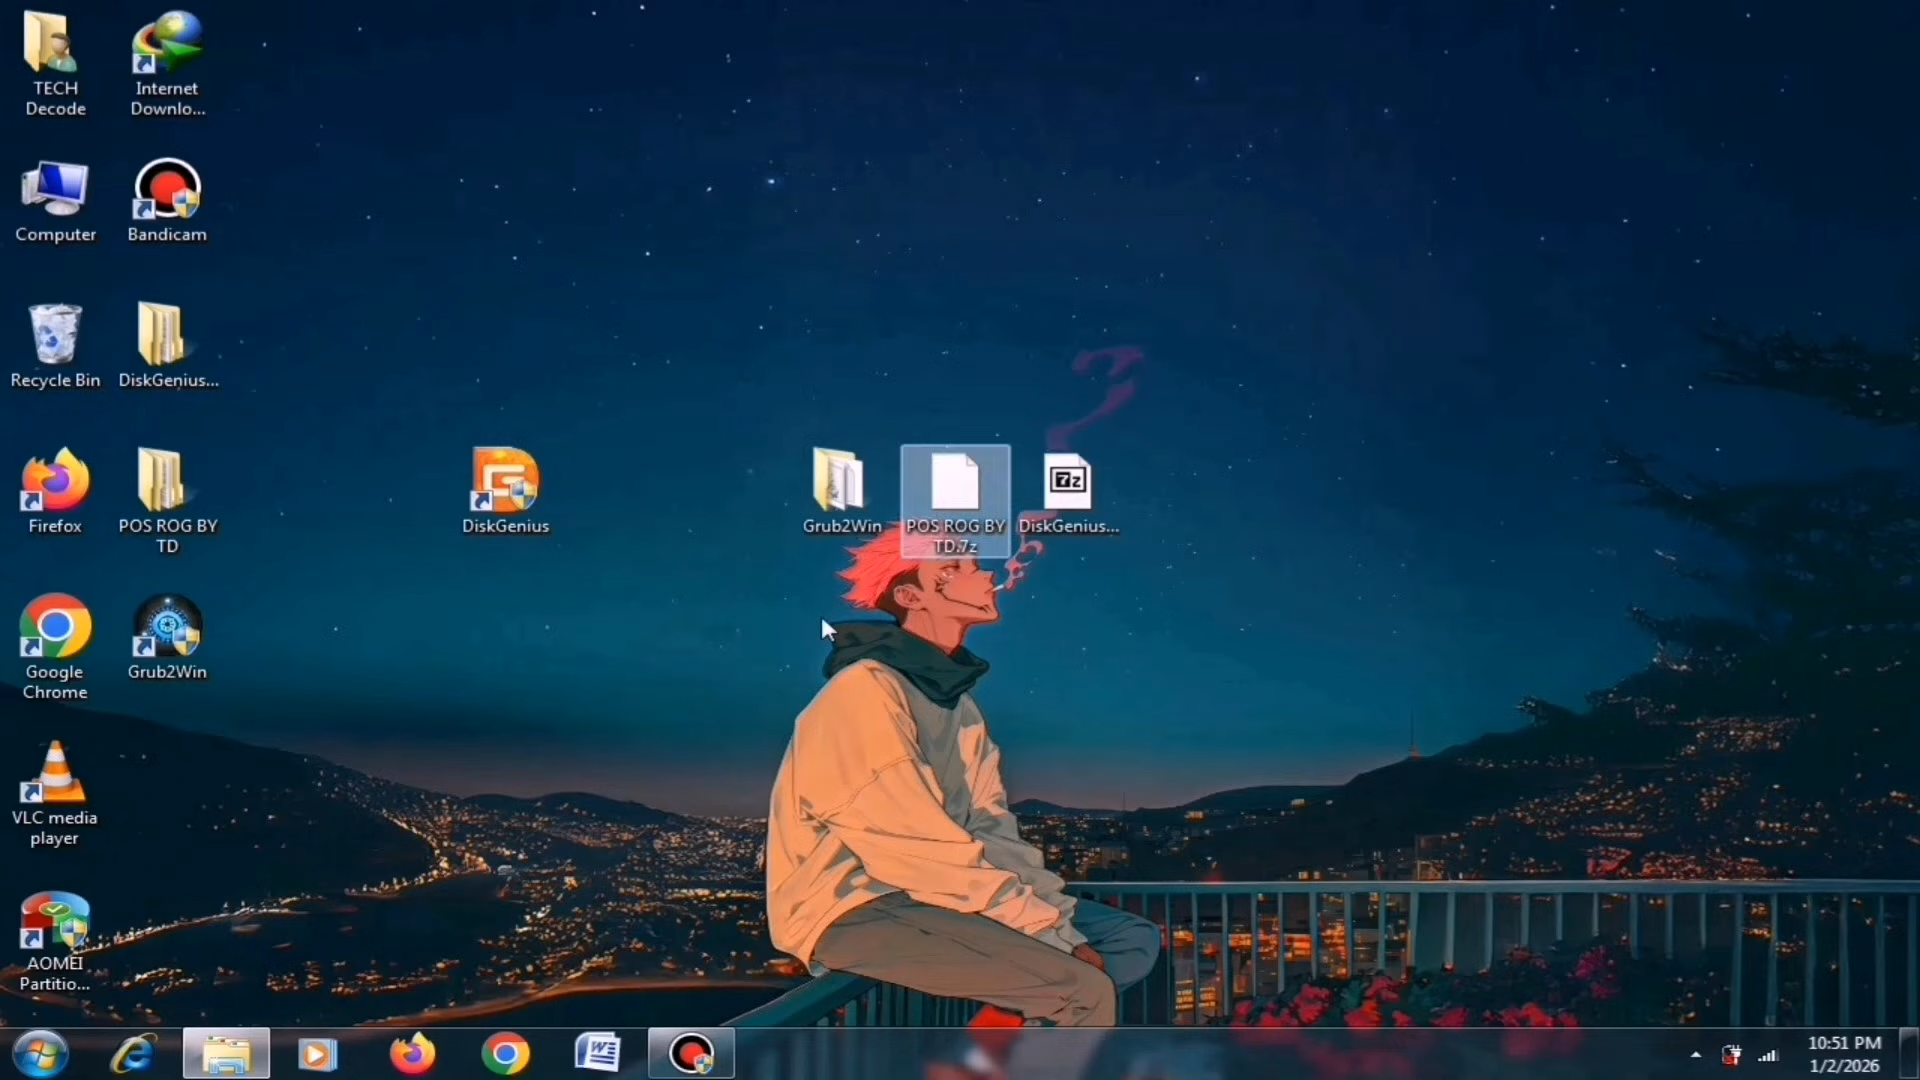 TECH
Decode
Internet
Downlo...
Computer
Bandicam
Recycle Bin
DiskGenius...
Firefox
POS ROG BY
TD
DiskGenius
Grub2Win
POS ROG BY
TD.7z
7z
DiskGenius...
Google
Chrome
Grub2Win
VLC media
player
AOMEI
Partitio...
W
10:51 PM
1/2/2026